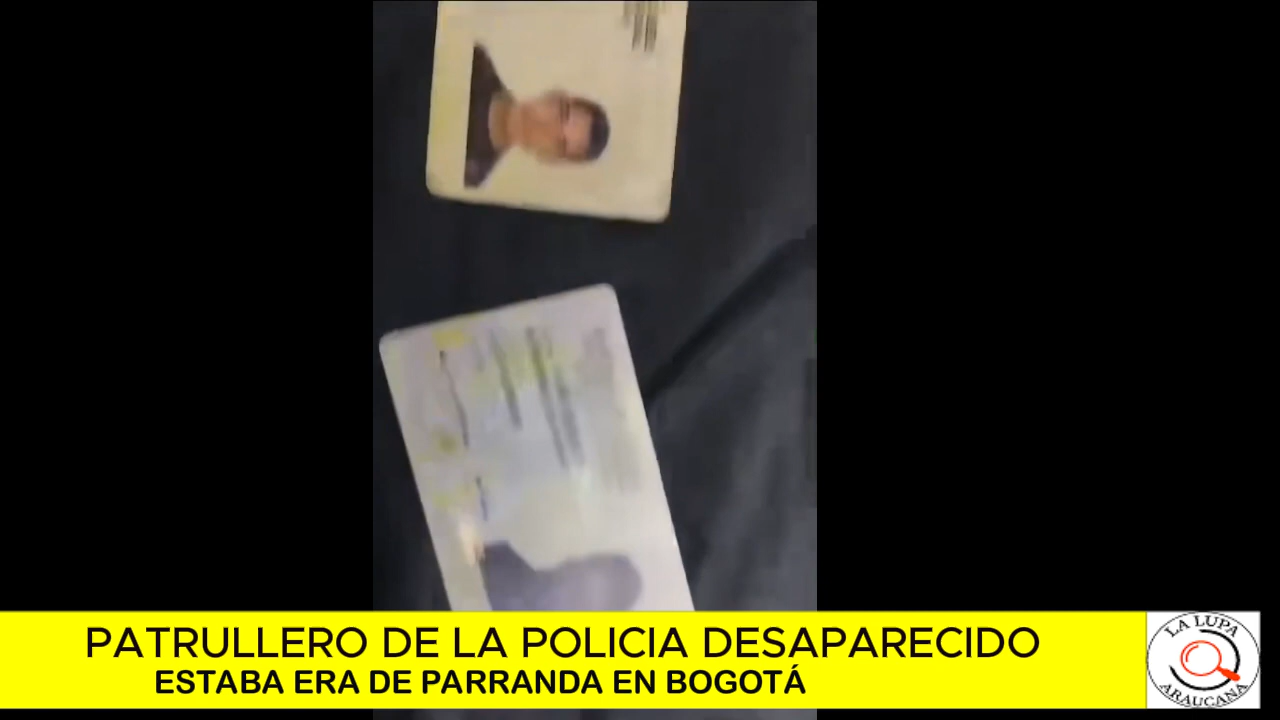 PATRULLERO DE LA POLICIA DESAPARECIDO
ESTABA ERA DE PARRANDA EN BOGOTÁ
LA LUPA
ARAUCANA